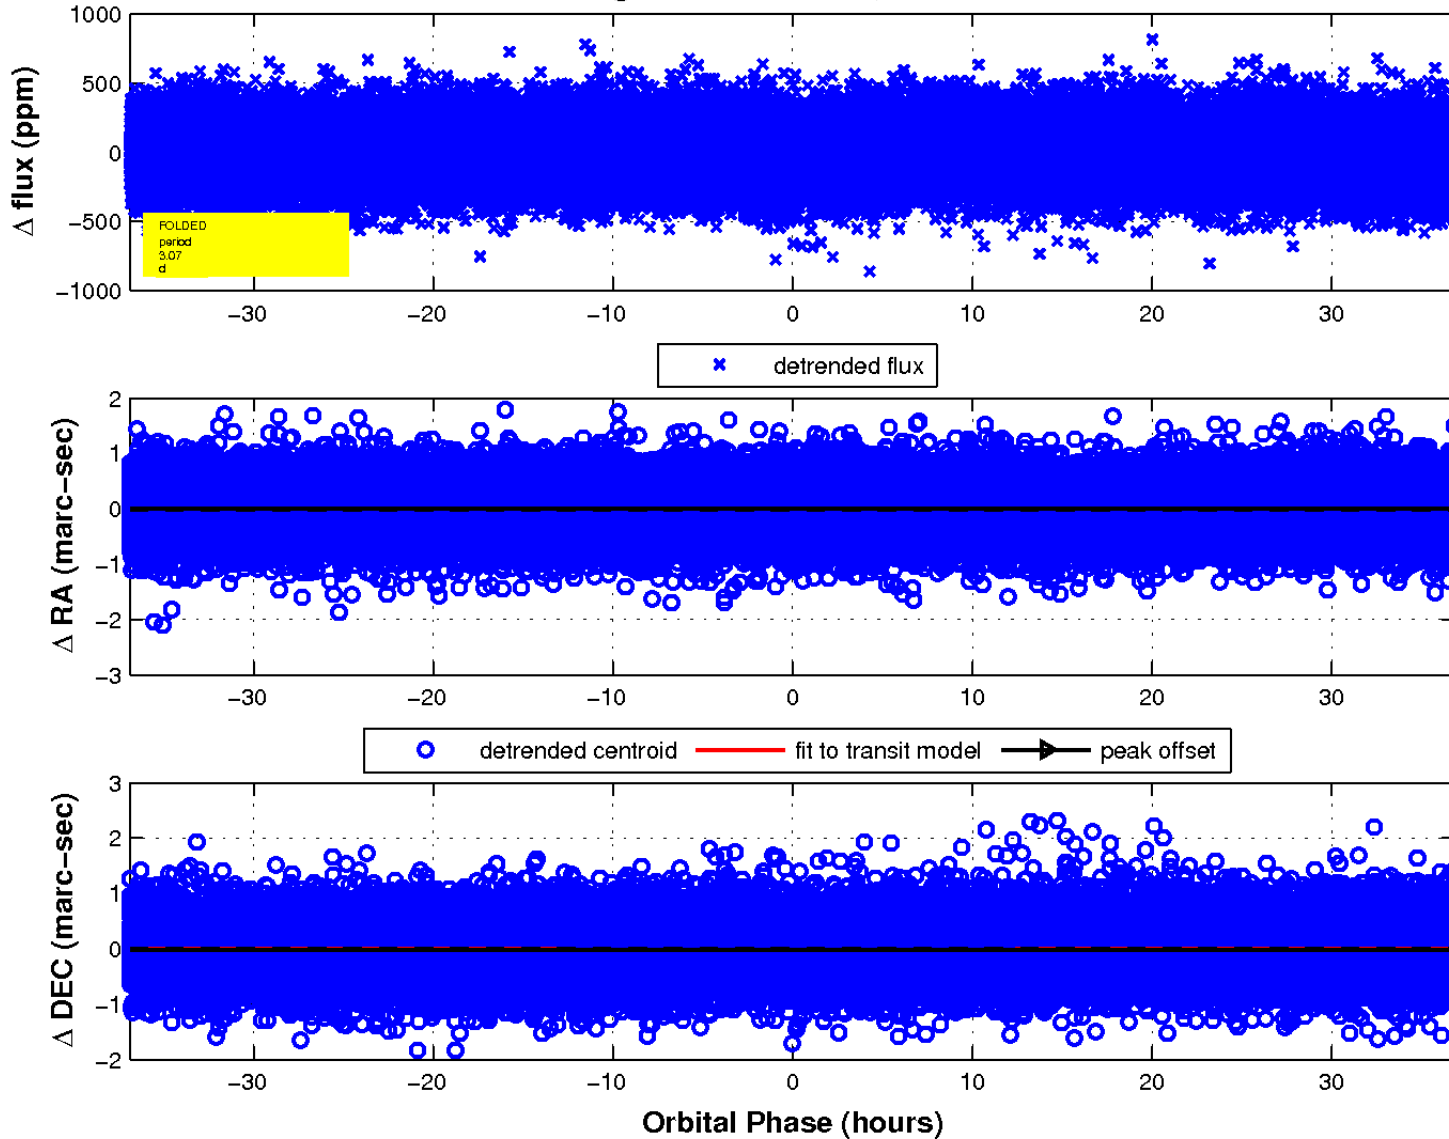 1000
500
0
−500
−1000
Δ flux (ppm)
FOLDED
period
3.07
d
−30 −20 −10 0 10 20 30
detrended flux
2
1
0
−1
−2
−3
Δ RA (marc−sec)
−30 −20 −10 0 10 20 30
detrended centroid fit to transit model peak offset
3
2
1
0
−1
−2
Δ DEC (marc−sec)
−30 −20 −10 0 10 20 30
Orbital Phase (hours)